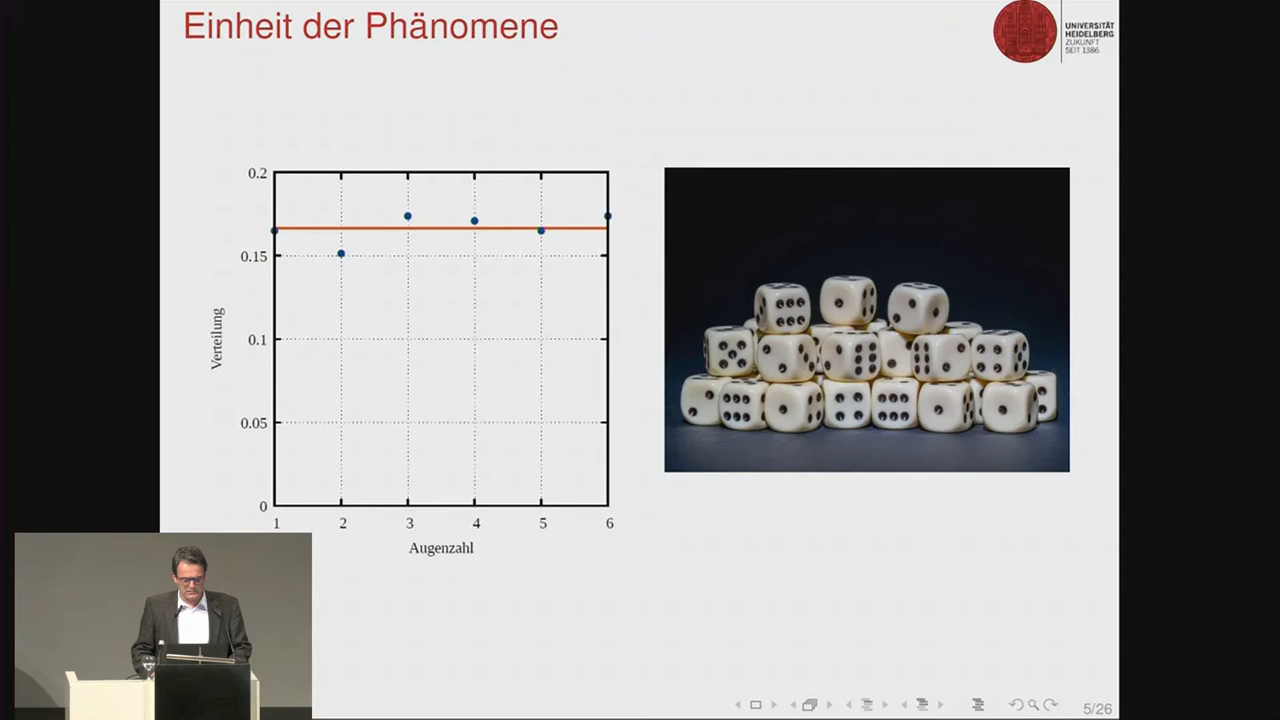 Einheit der Phänomene
UNIVERSITÄT
HEIDELBERG
ZUKUNFT
SEIT 1386
0.2
0.15
0.1
0.05
0
Verteilung
1 2 3 4 5 6
Augenzahl
5/26